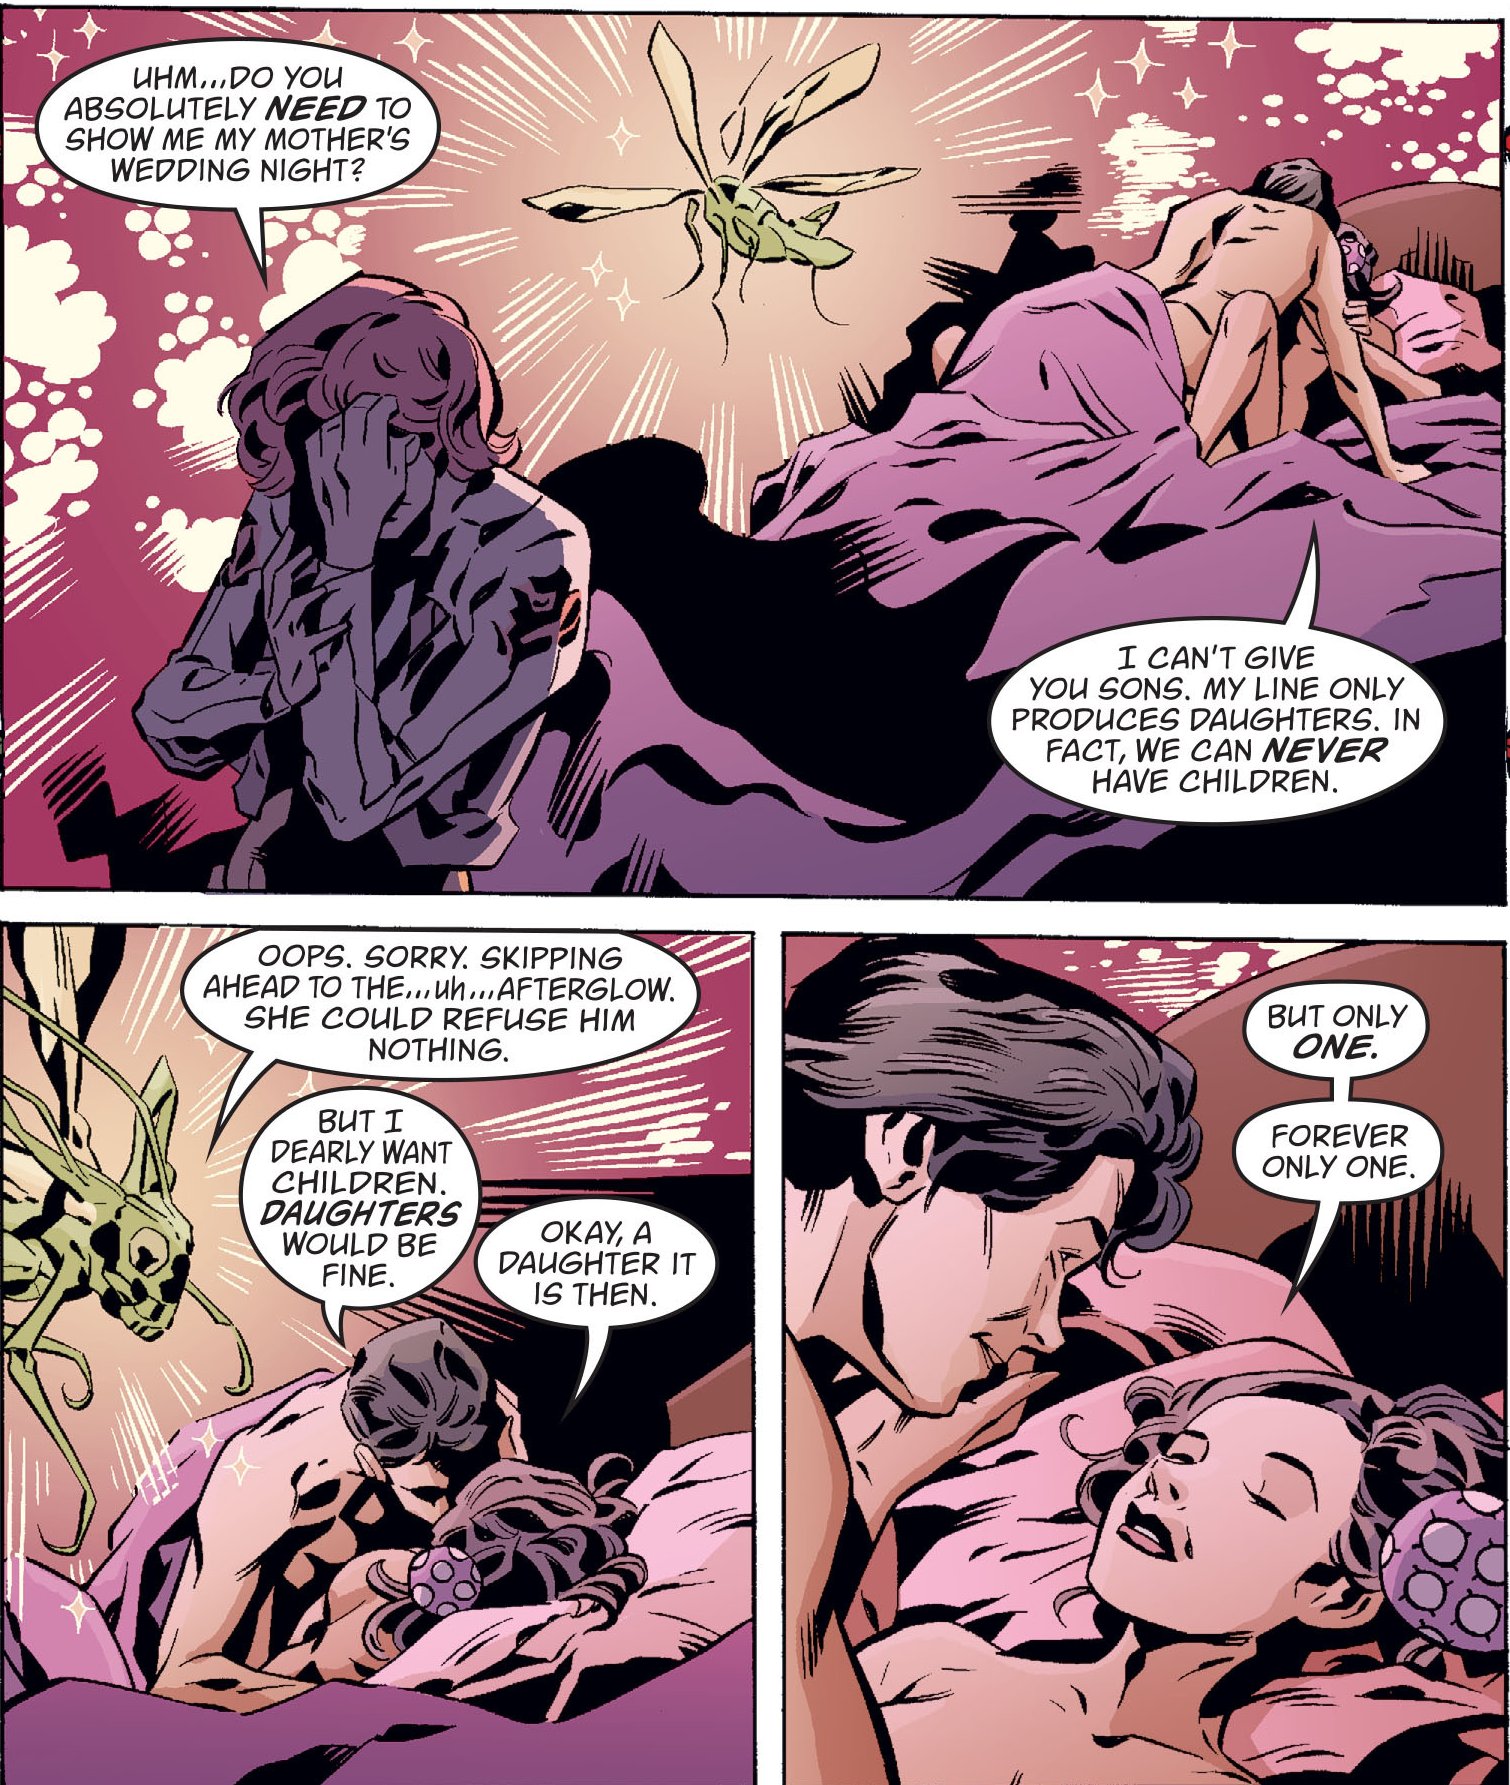 UHM...DO YOU
ABSOLUTELY NEED TO
SHOW ME MY MOTHER'S
WEDDING NIGHT?
I CAN'T GIVE
YOU SONS. MY LINE ONLY
PRODUCES DAUGHTERS. IN
FACT, WE CAN NEVER
HAVE CHILDREN.
OOPS. SORRY. SKIPPING
AHEAD TO THE...uh...AFTERGLOW.
SHE COULD REFUSE HIM
NOTHING.
BUT I
DEARLY WANT
CHILDREN.
DAUGHTERS
WOULD BE
FINE.
OKAY, A
DAUGHTER IT
IS THEN.
BUT ONLY
ONE.
FOREVER
ONLY ONE.